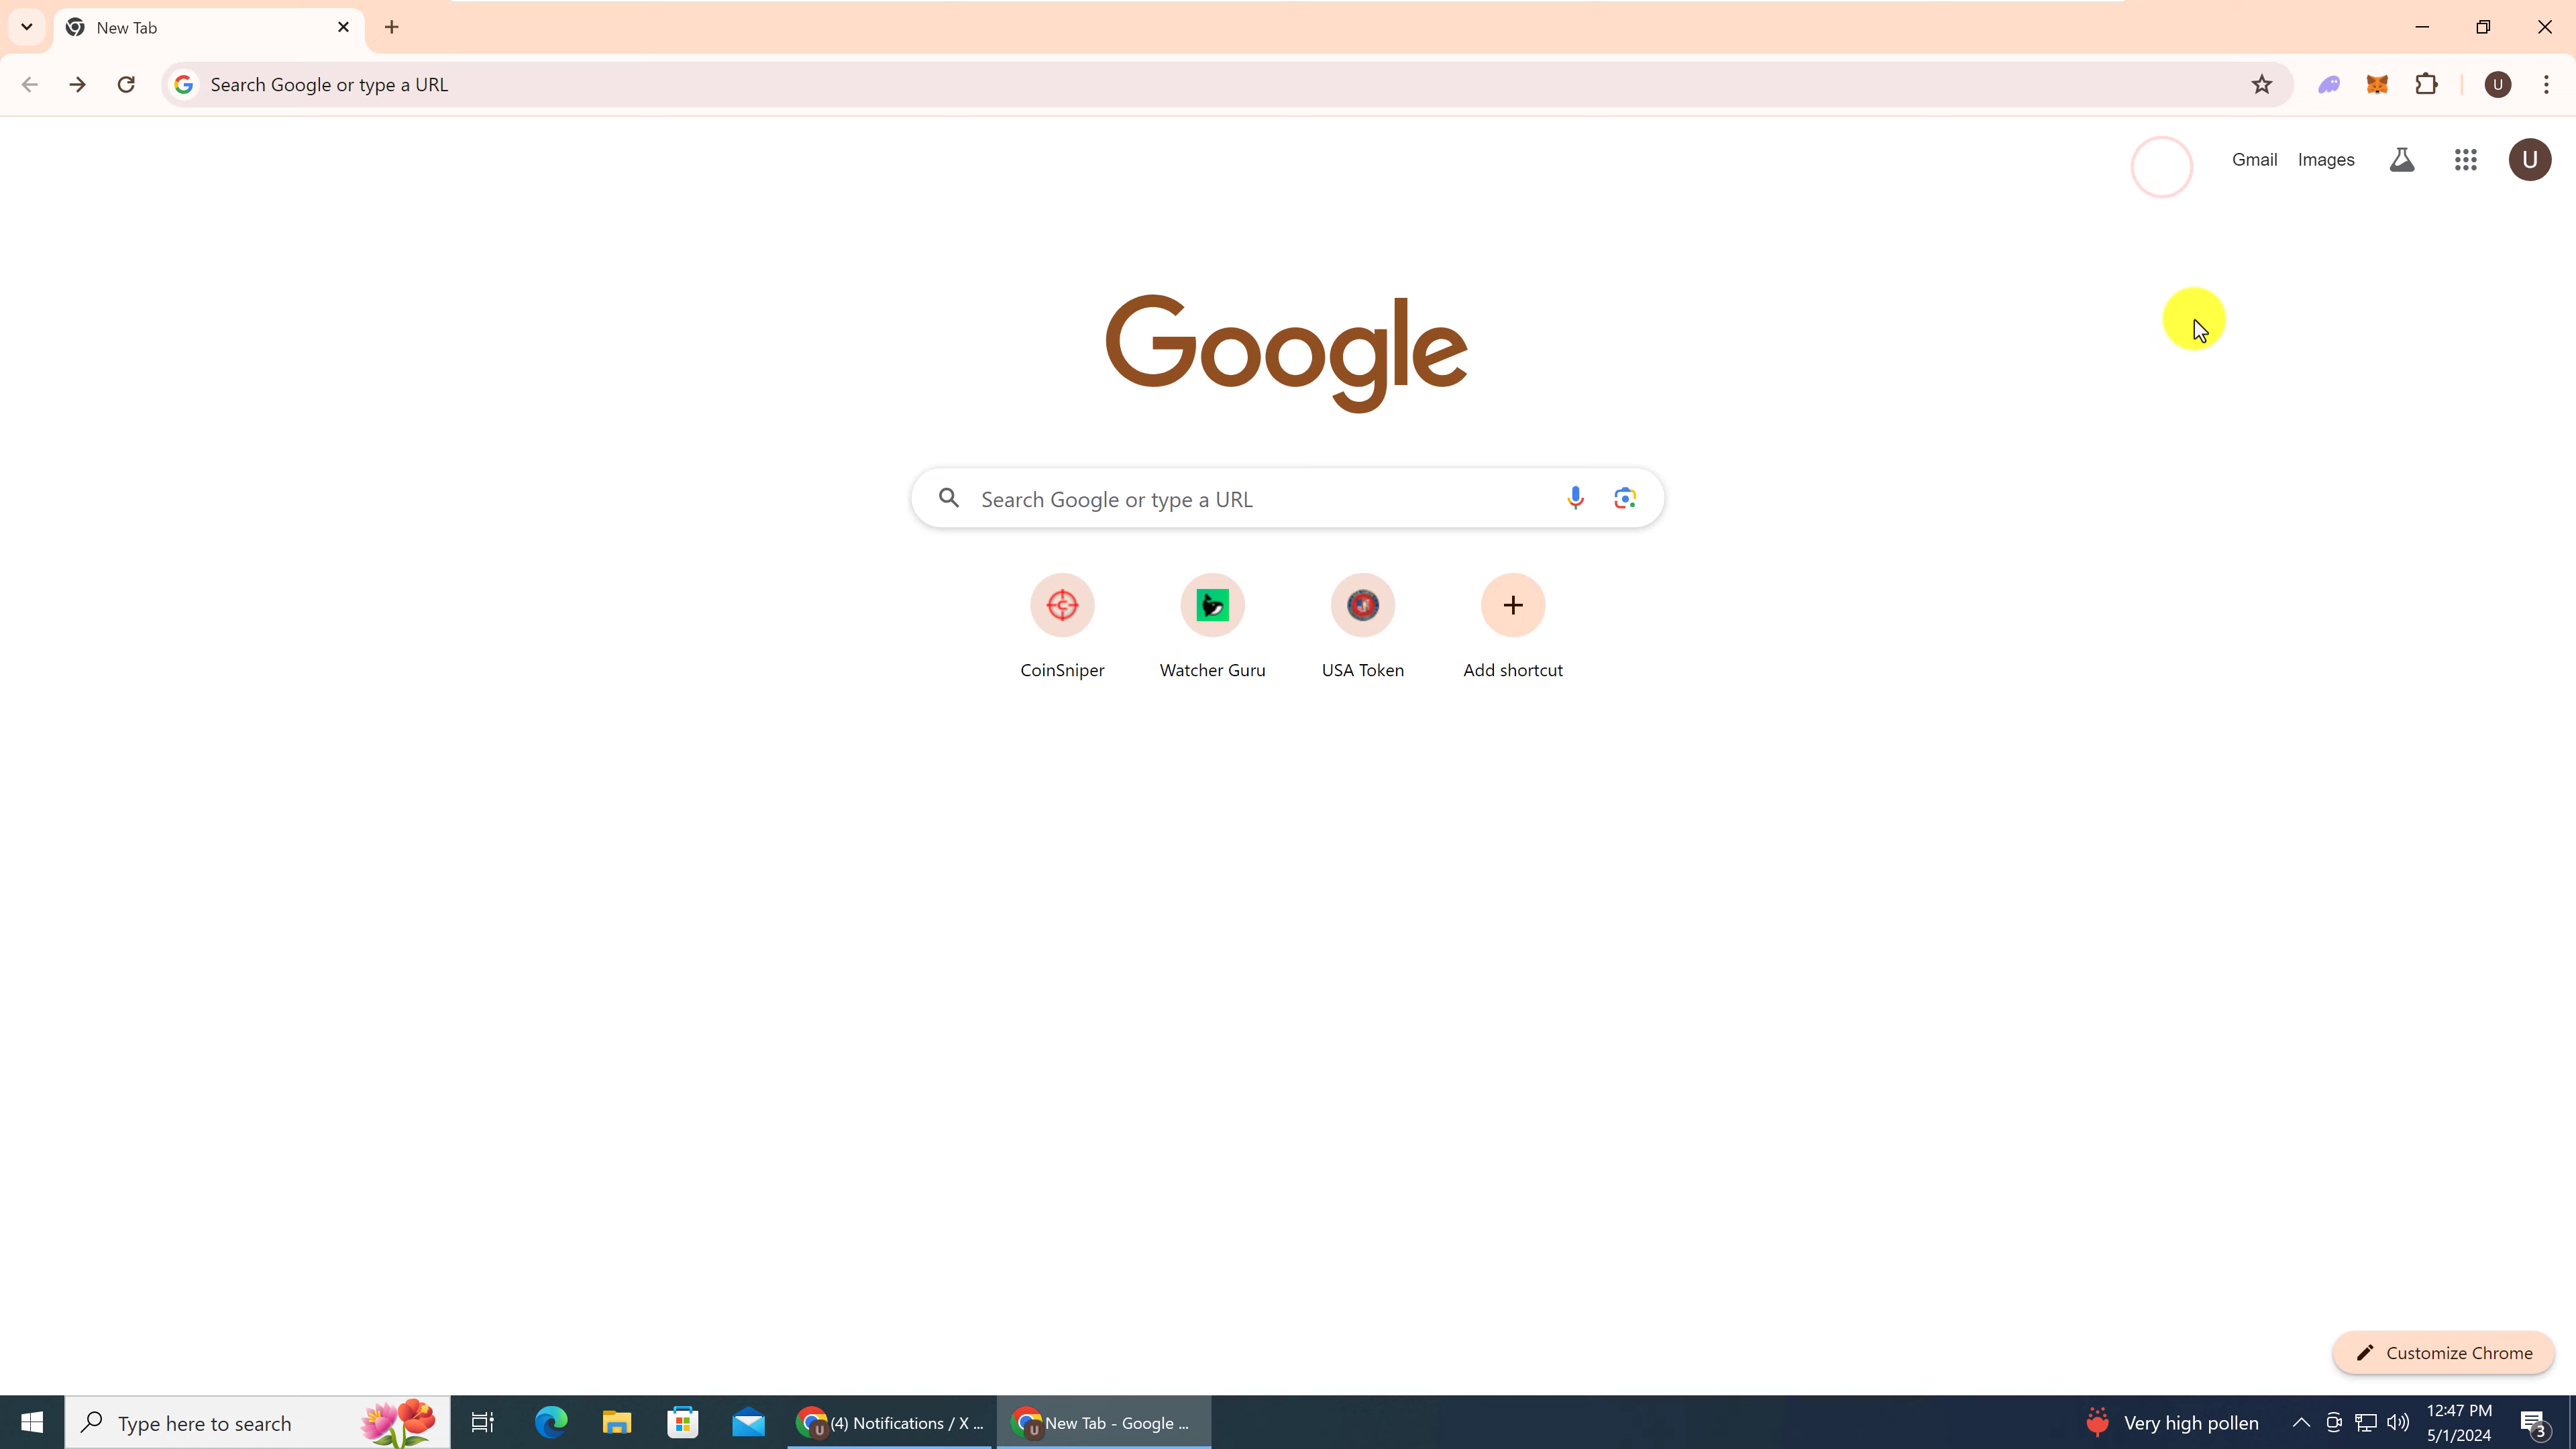 New Tab
Search Google or type a URL
U
Gmail
Images
U
Google
Search Google or type a URL
CoinSniper
Watcher Guru
USA Token
Add shortcut
Customize Chrome
Type here to search
U
(4) Notifications / X ...
U
New Tab - Google ...
Very high pollen
12:47 PM
5/1/2024
3